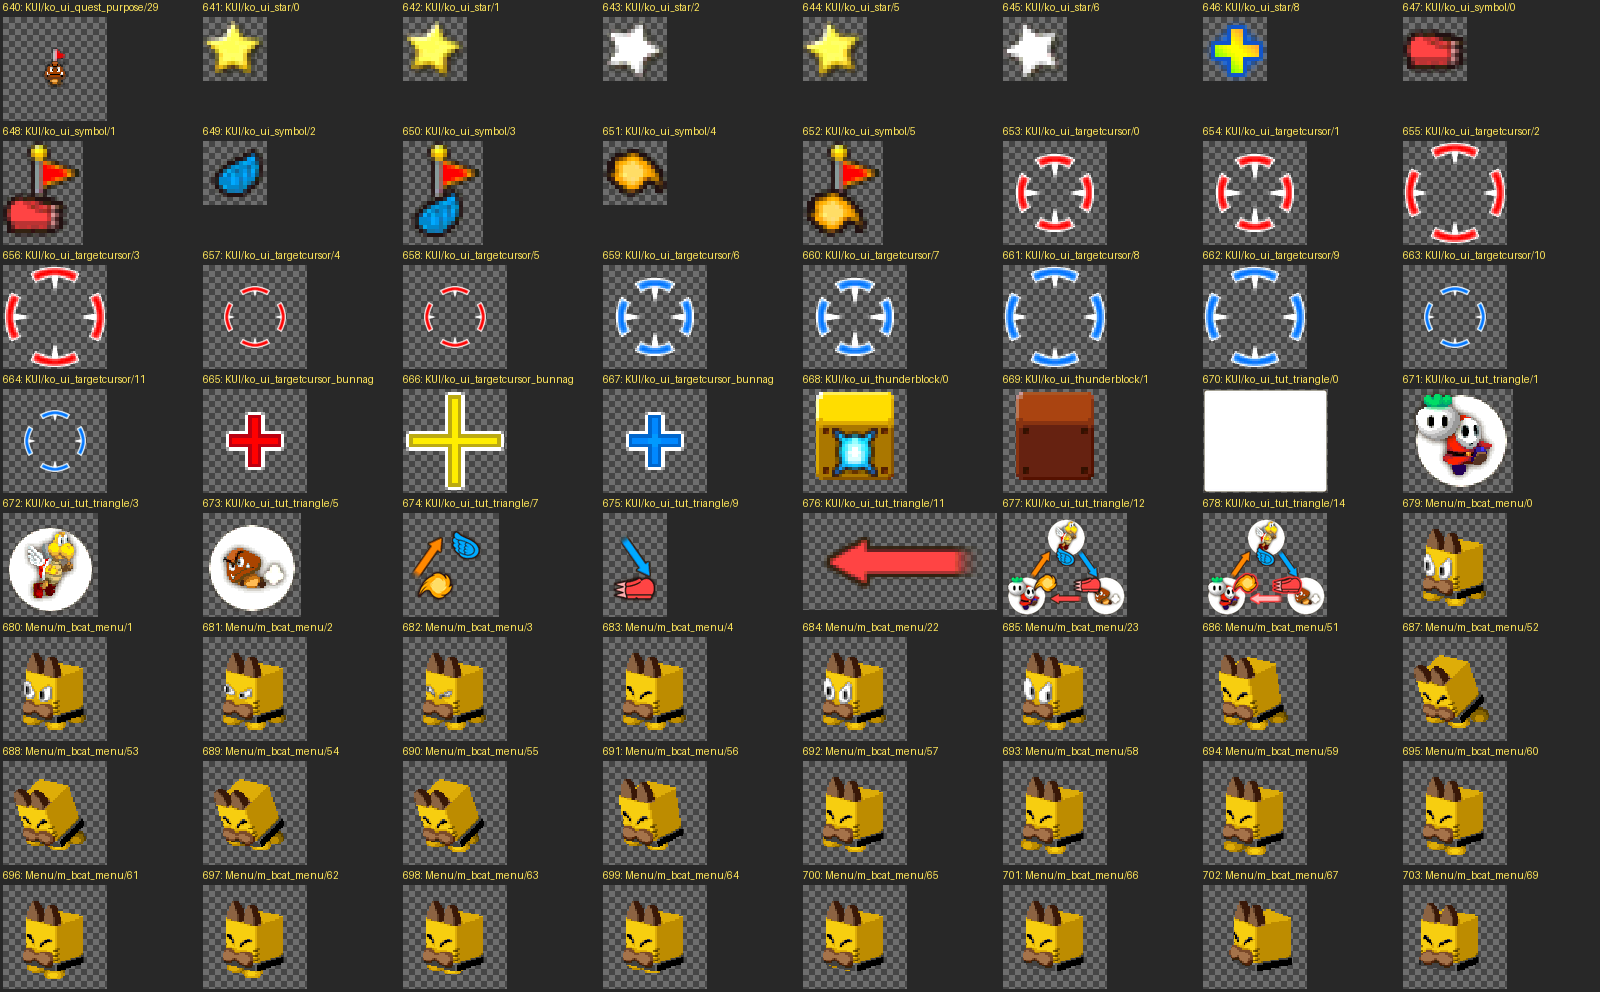 640: KUI/ko_ui_quest_purpose/29
641: KUI/ko_ui_star/0
642: KUI/ko_ui_star/1
643: KUI/ko_ui_star/2
644: KUI/ko_ui_star/5
645: KUI/ko_ui_star/6
646: KUI/ko_ui_star/8
647: KUI/ko_ui_symbol/0
648: KUI/ko_ui_symbol/1
649: KUI/ko_ui_symbol/2
650: KUI/ko_ui_symbol/3
651: KUI/ko_ui_symbol/4
652: KUI/ko_ui_symbol/5
653: KUI/ko_ui_targetcursor/0
654: KUI/ko_ui_targetcursor/1
655: KUI/ko_ui_targetcursor/2
656: KUI/ko_ui_targetcursor/3
657: KUI/ko_ui_targetcursor/4
658: KUI/ko_ui_targetcursor/5
659: KUI/ko_ui_targetcursor/6
660: KUI/ko_ui_targetcursor/7
661: KUI/ko_ui_targetcursor/8
662: KUI/ko_ui_targetcursor/9
663: KUI/ko_ui_targetcursor/10
664: KUI/ko_ui_targetcursor/11
665: KUI/ko_ui_targetcursor_bunnag
666: KUI/ko_ui_targetcursor_bunnag
667: KUI/ko_ui_targetcursor_bunnag
668: KUI/ko_ui_thunderblock/0
669: KUI/ko_ui_thunderblock/1
670: KUI/ko_ui_tut_triangle/0
671: KUI/ko_ui_tut_triangle/1
672: KUI/ko_ui_tut_triangle/3
673: KUI/ko_ui_tut_triangle/5
674: KUI/ko_ui_tut_triangle/7
675: KUI/ko_ui_tut_triangle/9
676: KUI/ko_ui_tut_triangle/11
677: KUI/ko_ui_tut_triangle/12
678: KUI/ko_ui_tut_triangle/14
679: Menu/m_bcat_menu/0
680: Menu/m_bcat_menu/1
681: Menu/m_bcat_menu/2
682: Menu/m_bcat_menu/3
683: Menu/m_bcat_menu/4
684: Menu/m_bcat_menu/22
685: Menu/m_bcat_menu/23
686: Menu/m_bcat_menu/51
687: Menu/m_bcat_menu/52
688: Menu/m_bcat_menu/53
689: Menu/m_bcat_menu/54
690: Menu/m_bcat_menu/55
691: Menu/m_bcat_menu/56
692: Menu/m_bcat_menu/57
693: Menu/m_bcat_menu/58
694: Menu/m_bcat_menu/59
695: Menu/m_bcat_menu/60
696: Menu/m_bcat_menu/61
697: Menu/m_bcat_menu/62
698: Menu/m_bcat_menu/63
699: Menu/m_bcat_menu/64
700: Menu/m_bcat_menu/65
701: Menu/m_bcat_menu/66
702: Menu/m_bcat_menu/67
703: Menu/m_bcat_menu/69